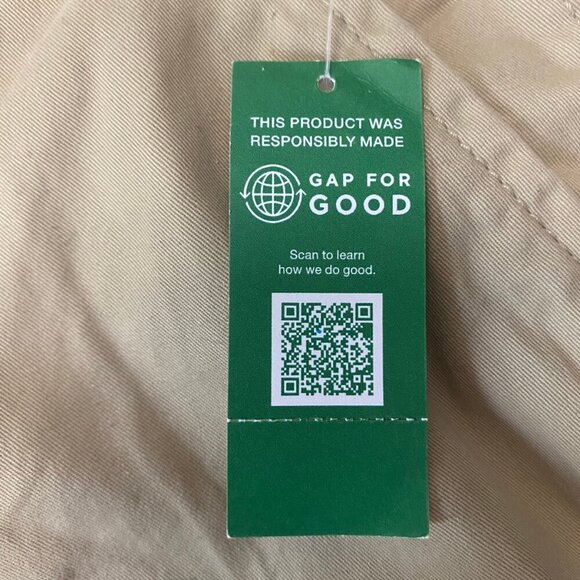 THIS PRODUCT WAS
RESPONSIBLY MADE
GAP FOR
GOOD
Scan to learn
how we do good.